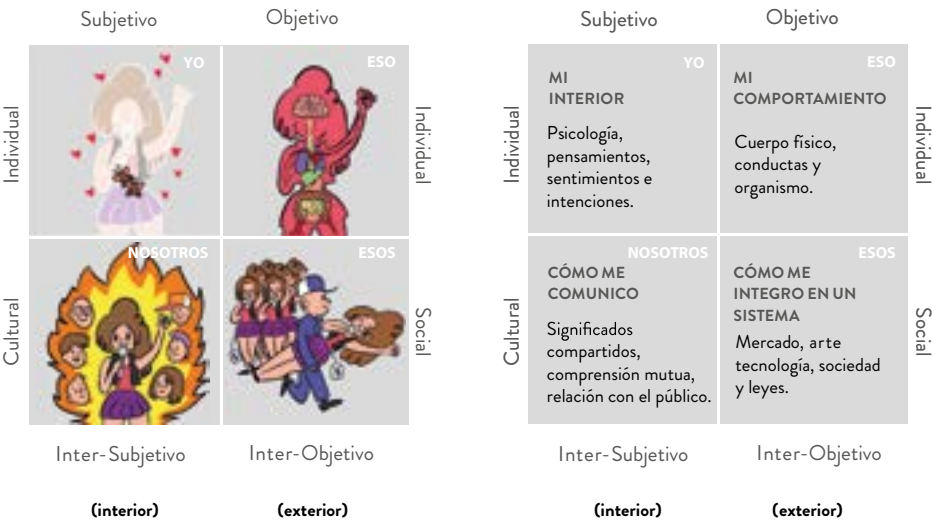 Subjetivo
Objetivo
YO
ESO
Individual
Individual
NOSOTROS
ESOS
Cultural
Social
Inter-Subjetivo
Inter-Objetivo
(interior)
(exterior)
Subjetivo
Objetivo
YO
MI
INTERIOR
Psicología,
pensamientos,
sentimientos e
intenciones.
ESO
MI
COMPORTAMIENTO
Cuerpo físico,
conductas y
organismo.
Individual
Individual
NOSOTROS
CÓMO ME
COMUNICO
Significados
compartidos,
comprensión mutua,
relación con el público.
ESOS
CÓMO ME
INTEGRO EN UN
SISTEMA
Mercado, arte
tecnología, sociedad
y leyes.
Cultural
Social
Inter-Subjetivo
Inter-Objetivo
(interior)
(exterior)